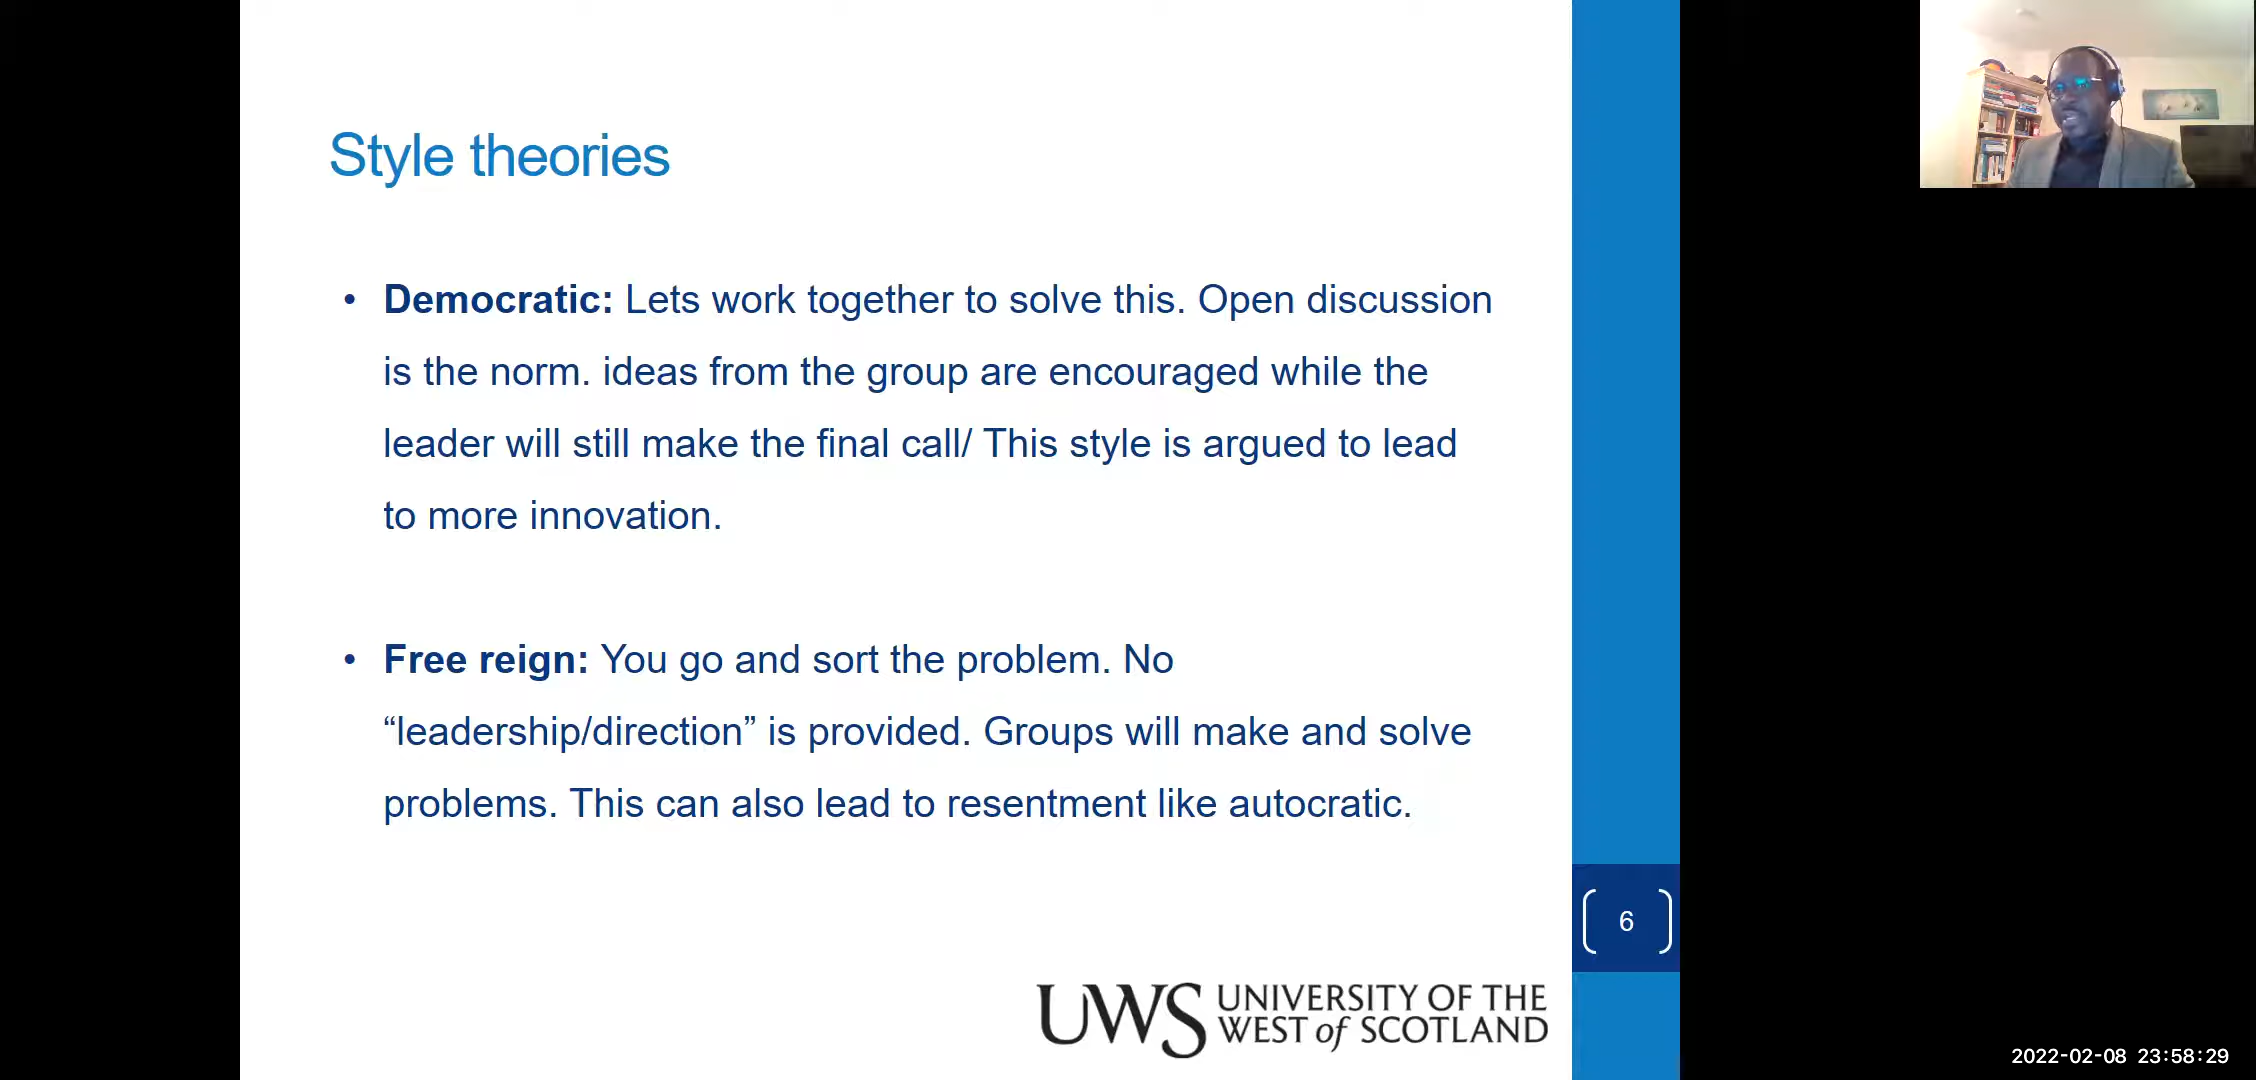 Style theories
• Democratic: Lets work together to solve this. Open discussion
is the norm. ideas from the group are encouraged while the
leader will still make the final call/ This style is argued to lead
to more innovation.
• Free reign: You go and sort the problem. No
“leadership/direction” is provided. Groups will make and solve
problems. This can also lead to resentment like autocratic.
6
UWS UNIVERSITY OF THE
WEST of SCOTLAND
2022-02-08 23:58:29